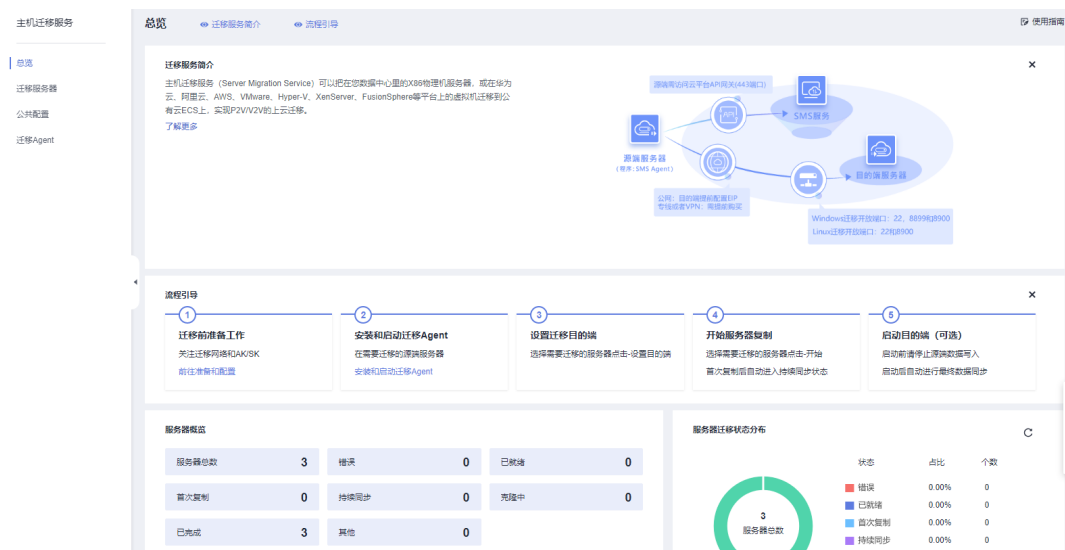 主机迁移服务
总览
迁移服务器
公共配置
迁移Agent
总览
迁移服务简介
流程引导
使用指南
迁移服务简介
主机迁移服务（Server Migration Service）可以把在您数据中心里的X86物理机服务器、或在华为
云、阿里云、AWS、VMware、Hyper-V、XenServer、FusionSphere等平台上的虚拟机迁移到公
有云ECS上，实现P2V/V2V的上云迁移。
了解更多
源端需访问云平台API网关(443端口)
API
SMS服务
源端服务器
（程序: SMS Agent）
目的端服务器
公网：目的端提前配置EIP
专线或者VPN：需提前购买
Windows迁移开放端口：22，8899和8900
Linux迁移开放端口：22和8900
流程引导
1
迁移前准备工作
关注迁移网络和AK/SK
前往准备和配置
2
安装和启动迁移Agent
在需要迁移的源端服务器
安装和启动迁移Agent
3
设置迁移目的端
选择需要迁移的服务器点击-设置目的端
4
开始服务器复制
选择需要迁移的服务器点击-开始
首次复制后自动进入持续同步状态
5
启动目的端（可选）
启动前请停止源端数据写入
启动后自动进行最终数据同步
服务器概览
服务器总数 3
错误 0
已就绪 0
首次复制 0
持续同步 0
克隆中 0
已完成 3
其他 0
服务器迁移状态分布
3
服务器总数
状态 占比 个数
错误 0.00% 0
已就绪 0.00% 0
首次复制 0.00% 0
持续同步 0.00% 0